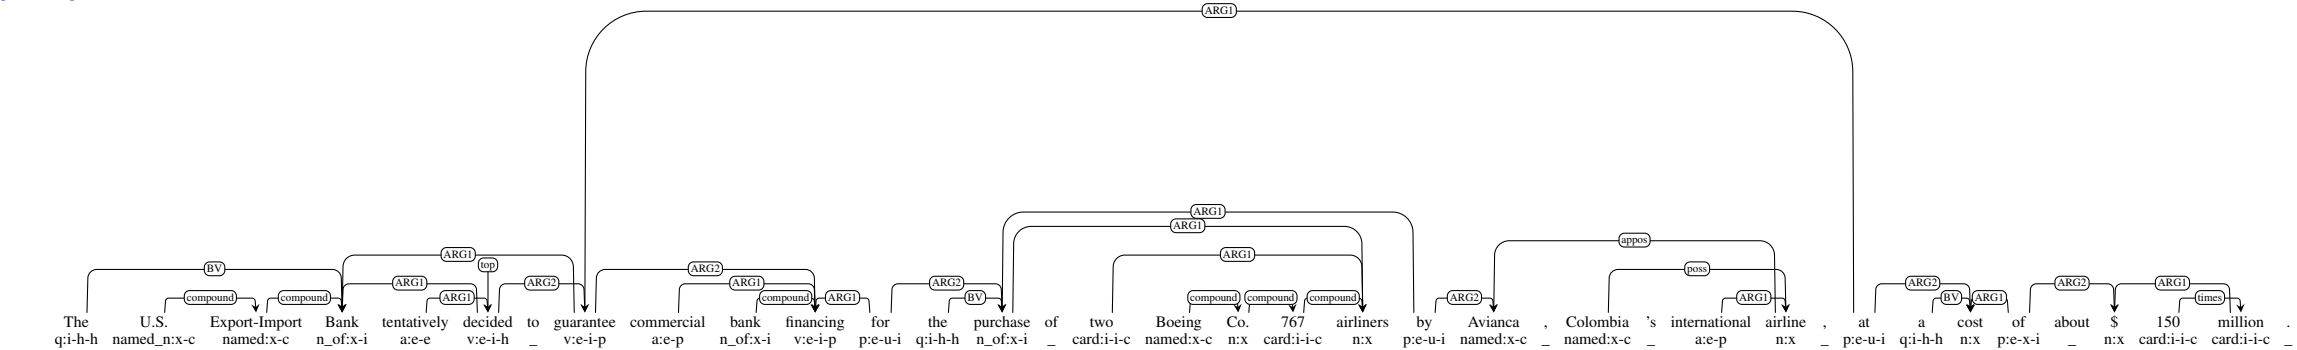 ARG1
ARG1
ARG1
appos
ARG1 top ARG1
BV ARG2 poss
ARG1 ARG2 ARG1 ARG2 ARG2 ARG2 ARG1
compound compound ARG1 compound ARG1 BV compound compound compound ARG2 ARG1 BV ARG1 times
The U.S. Export-Import Bank tentatively decided to guarantee commercial bank financing for the purchase of two Boeing Co. 767 airliners by Avianca , Colombia 's international airline , at a cost of about $ 150 million .
q:i-h-h named_n:x-c named:x-c n_of:x-i a:e-e v:e-i-h _ v:e-i-p a:e-p n_of:x-i v:e-i-p p:e-u-i q:i-h-h n_of:x-i _ card:i-i-c named:x-c n:x card:i-i-c n:x p:e-u-i named:x-c _ named:x-c _ a:e-p n:x _ p:e-u-i q:i-h-h n:x p:e-x-i _ n:x card:i-i-c card:i-i-c _